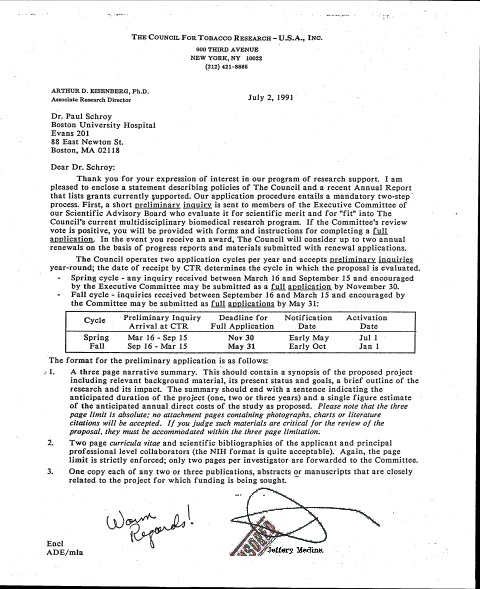 THE COUNCIL FOR TOBACCO RESEARCH – U.S.A., INC.
900 THIRD AVENUE
NEW YORK, NY 10022
(212) 421-8885
ARTHUR D. EISENBERG, Ph.D.
Associate Research Director
July 2, 1991
Dr. Paul Schroy
Boston University Hospital
Evans 201
88 East Newton St.
Boston, MA 02118
Dear Dr. Schroy:
Thank you for your expression of interest in our program of research support. I am
pleased to enclose a statement describing policies of The Council and a recent Annual Report
that lists grants currently supported. Our application procedure entails a mandatory two-step
process. First, a short preliminary inquiry is sent to members of the Executive Committee of
our Scientific Advisory Board who evaluate it for scientific merit and for "fit" into The
Council's current multidisciplinary biomedical research program. If the Committee's review
vote is positive, you will be provided with forms and instructions for completing a full
application. In the event you receive an award, The Council will consider up to two annual
renewals on the basis of progress reports and materials submitted with renewal applications.
The Council operates two application cycles per year and accepts preliminary inquiries
year-round; the date of receipt by CTR determines the cycle in which the proposal is evaluated.
- Spring cycle - any inquiry received between March 16 and September 15 and encouraged
by the Executive Committee may be submitted as a full application by November 30.
- Fall cycle - inquiries received between September 16 and March 15 and encouraged by
the Committee may be submitted as full applications by May 31:
Cycle Preliminary Inquiry Deadline for Notification Activation
Arrival at CTR Full Application Date Date
Spring Mar 16 - Sep 15 Nov 30 Early May Jul 1
Fall Sep 16 - Mar 15 May 31 Early Oct Jan 1
The format for the preliminary application is as follows:
1. A three page narrative summary. This should contain a synopsis of the proposed project
including relevant background material, its present status and goals, a brief outline of the
research and its impact. The summary should end with a sentence indicating the
anticipated duration of the project (one, two or three years) and a single figure estimate
of the anticipated annual direct costs of the study as proposed. Please note that the three
page limit is absolute; no attachment pages containing photographs, charts or literature
citations will be accepted. If you judge such materials are critical for the review of the
proposal, they must be accommodated within the three page limitation.
2. Two page curricula vitae and scientific bibliographies of the applicant and principal
professional level collaborators (the NIH format is quite acceptable). Again, the page
limit is strictly enforced; only two pages per investigator are forwarded to the Committee.
3. One copy each of any two or three publications, abstracts or manuscripts that are closely
related to the project for which funding is being sought.
Warm
Regards!
Jeffery Medina
Encl
ADE/mla